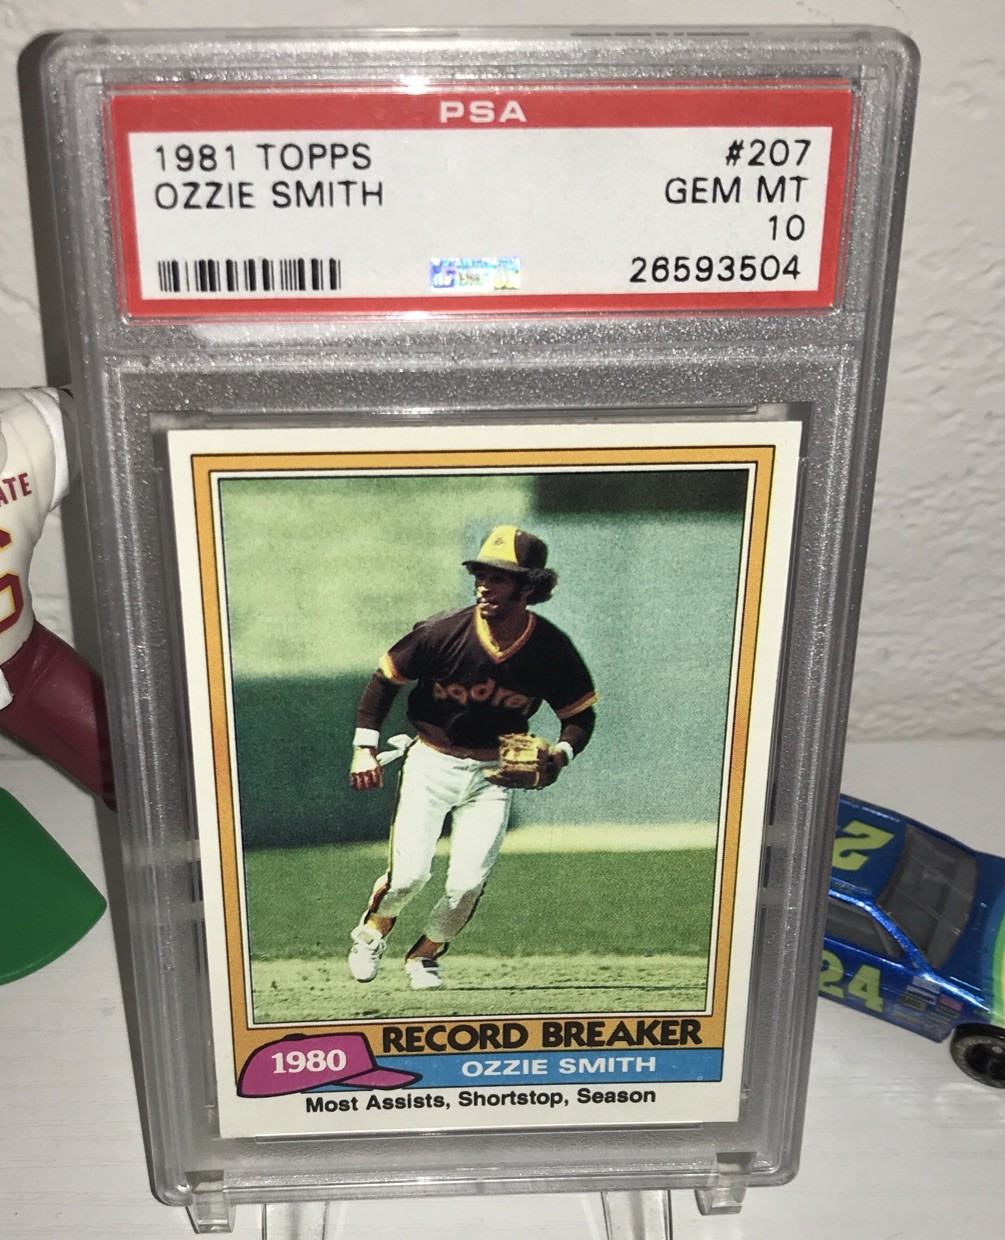 PSA
1981 TOPPS #207
OZZIE SMITH GEM MT
10
26593504
ATE
padres
1980
RECORD BREAKER
OZZIE SMITH
Most Assists, Shortstop, Season
24